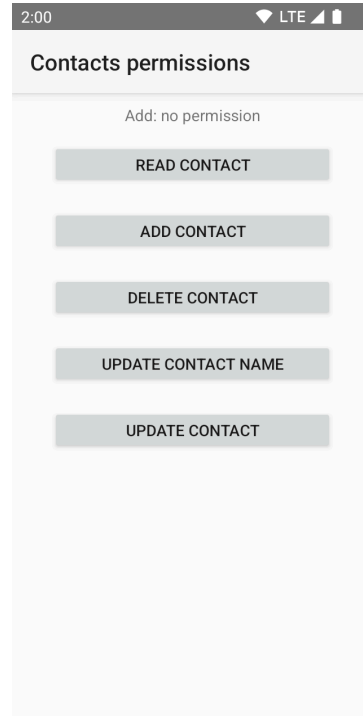 2:00 LTE
Contacts permissions
Add: no permission
READ CONTACT
ADD CONTACT
DELETE CONTACT
UPDATE CONTACT NAME
UPDATE CONTACT